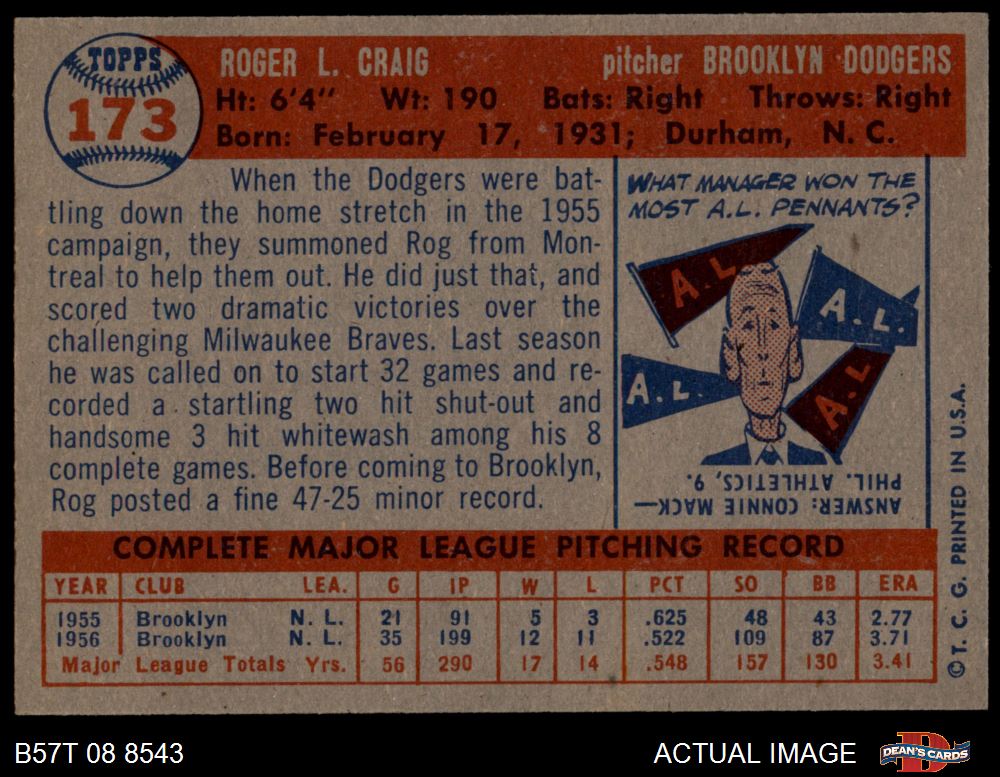 TOPPS
173
ROGER L. CRAIG pitcher BROOKLYN DODGERS
Ht: 6'4" Wt: 190 Bats: Right Throws: Right
Born: February 17, 1931; Durham, N. C.
When the Dodgers were bat-
tling down the home stretch in the 1955
campaign, they summoned Rog from Mon-
treal to help them out. He did just that, and
scored two dramatic victories over the
challenging Milwaukee Braves. Last season
he was called on to start 32 games and re-
corded a startling two hit shut-out and
handsome 3 hit whitewash among his 8
complete games. Before coming to Brooklyn,
Rog posted a fine 47-25 minor record.
WHAT MANAGER WON THE
MOST A.L. PENNANTS?
A.L.
A.L.
A.L.
A.L.
ANSWER: CONNIE MACK—
PHIL. ATHLETICS, 9.
COMPLETE MAJOR LEAGUE PITCHING RECORD
YEAR CLUB LEA. G IP W L PCT SO BB ERA
1955 Brooklyn N. L. 21 91 5 3 .625 48 43 2.77
1956 Brooklyn N. L. 35 199 12 11 .522 109 87 3.71
Major League Totals Yrs. 56 290 17 14 .548 157 130 3.41
© T. C. G. PRINTED IN U.S.A.
B57T 08 8543 ACTUAL IMAGE DEAN'S CARDS